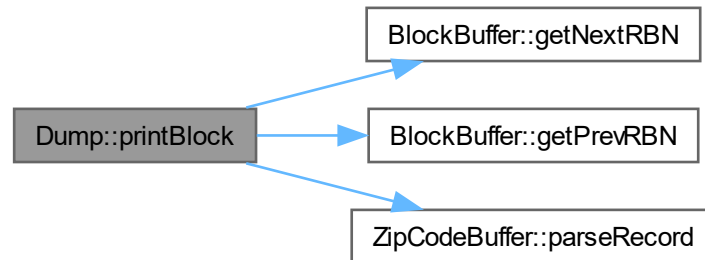 BlockBuffer::getNextRBN
Dump::printBlock
BlockBuffer::getPrevRBN
ZipCodeBuffer::parseRecord